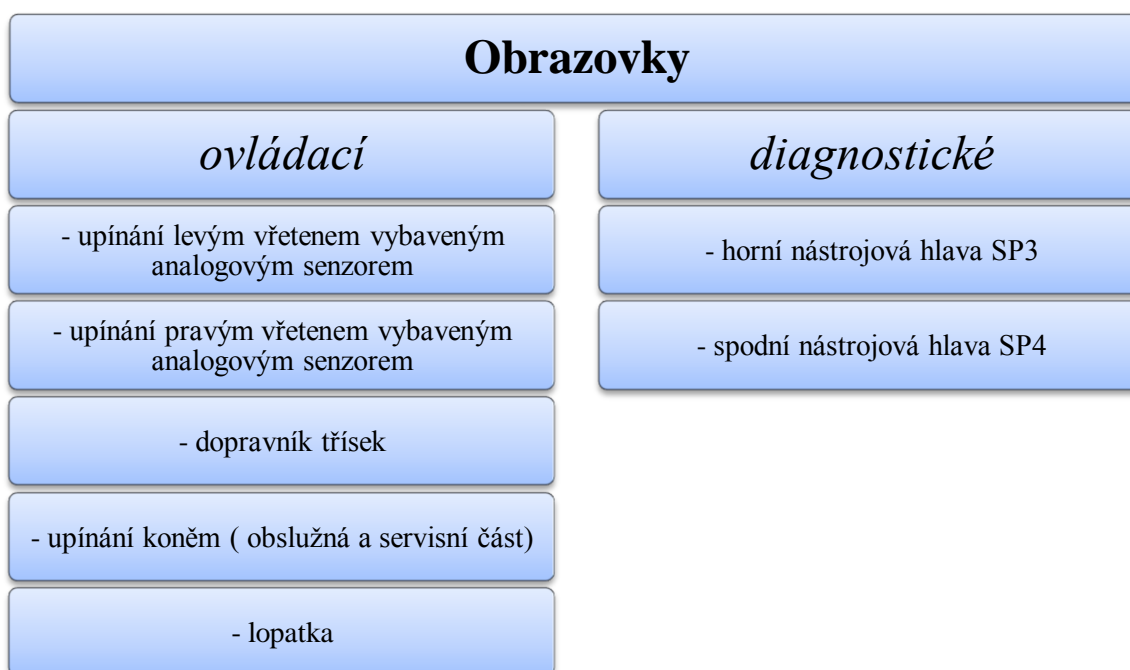 Obrazovky
ovládací
- upínání levým vřetenem vybaveným
analogovým senzorem
- upínání pravým vřetenem vybaveným
analogovým senzorem
- dopravník třísek
- upínání koněm ( obslužná a servisní část)
- lopatka
diagnostické
- horní nástrojová hlava SP3
- spodní nástrojová hlava SP4